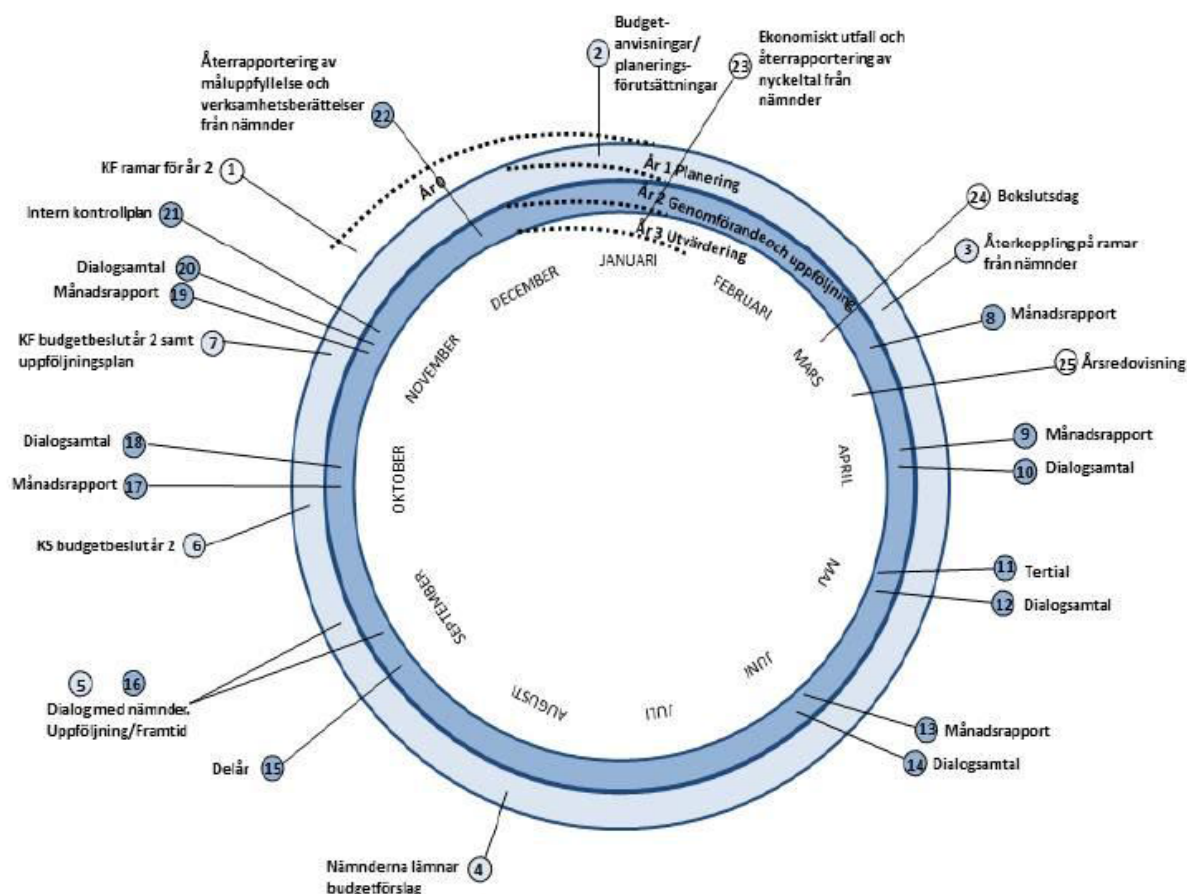 Budget-
anvisningar/
planerings-
förutsättningar
2
Ekonomiskt utfall och
återrapportering av
nyckeltal från
nämnder
23
Återrapportering av
måluppfyllelse och
verksamhetsberättelser
från nämnder
22
KF ramar för år 2 1
Intern kontrollplan 21
Dialogsamtal 20
Månadsrapport 19
KF budgetbeslut år 2 samt
uppföljningsplan
7
Dialogsamtal 18
Månadsrapport 17
KS budgetbeslut år 2 6
5 16
Dialog med nämnder.
Uppföljning/Framtid
Delår 15
Nämnderna lämnar
budgetförslag
4
24 Bokslutsdag
3 Återkoppling på ramar
från nämnder
8 Månadsrapport
25 Årsredovisning
9 Månadsrapport
10 Dialogsamtal
11 Tertial
12 Dialogsamtal
13 Månadsrapport
14 Dialogsamtal
År 0
År 1 Planering
År 2 Genomförande och uppföljning
År 3 Utvärdering
JANUARI
FEBRUARI
MARS
APRIL
MAJ
JUNI
JULI
AUGUSTI
SEPTEMBER
OKTOBER
NOVEMBER
DECEMBER